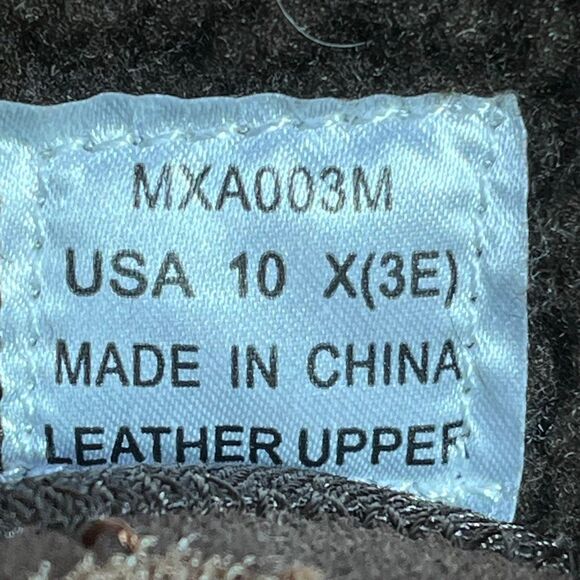 MXA003M
USA 10 X(3E)
MADE IN CHINA
LEATHER UPPER